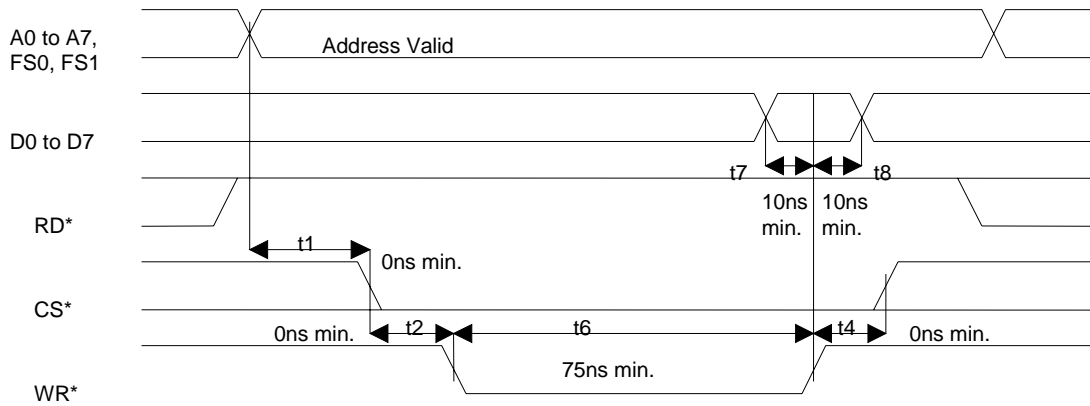 A0 to A7,
FS0, FS1
Address Valid
D0 to D7
t7
t8
10ns
min.
10ns
min.
RD*
t1
0ns min.
CS*
0ns min.
t2
t6
t4
0ns min.
75ns min.
WR*